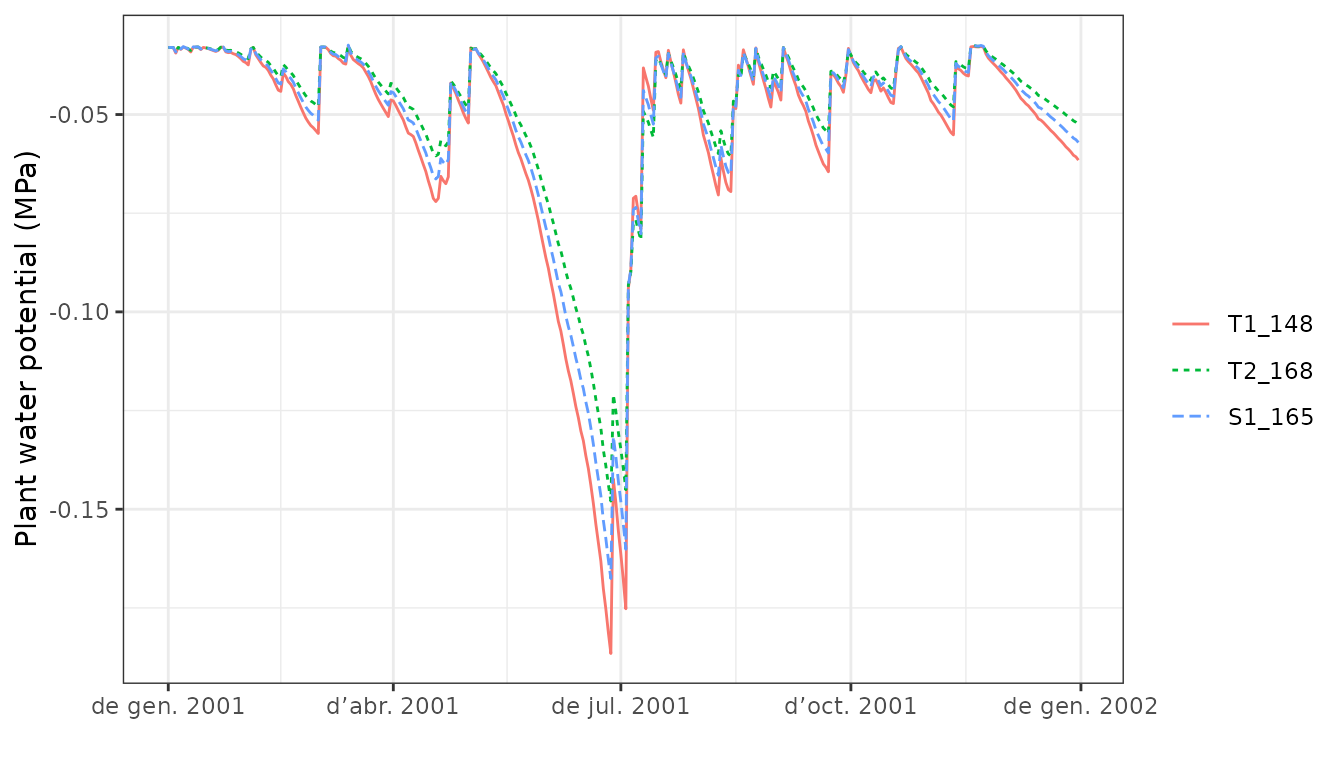 Plant water potential (MPa)
-0.05
-0.10
-0.15
de gen. 2001
d’abr. 2001
de jul. 2001
d’oct. 2001
de gen. 2002
T1_148
T2_168
S1_165